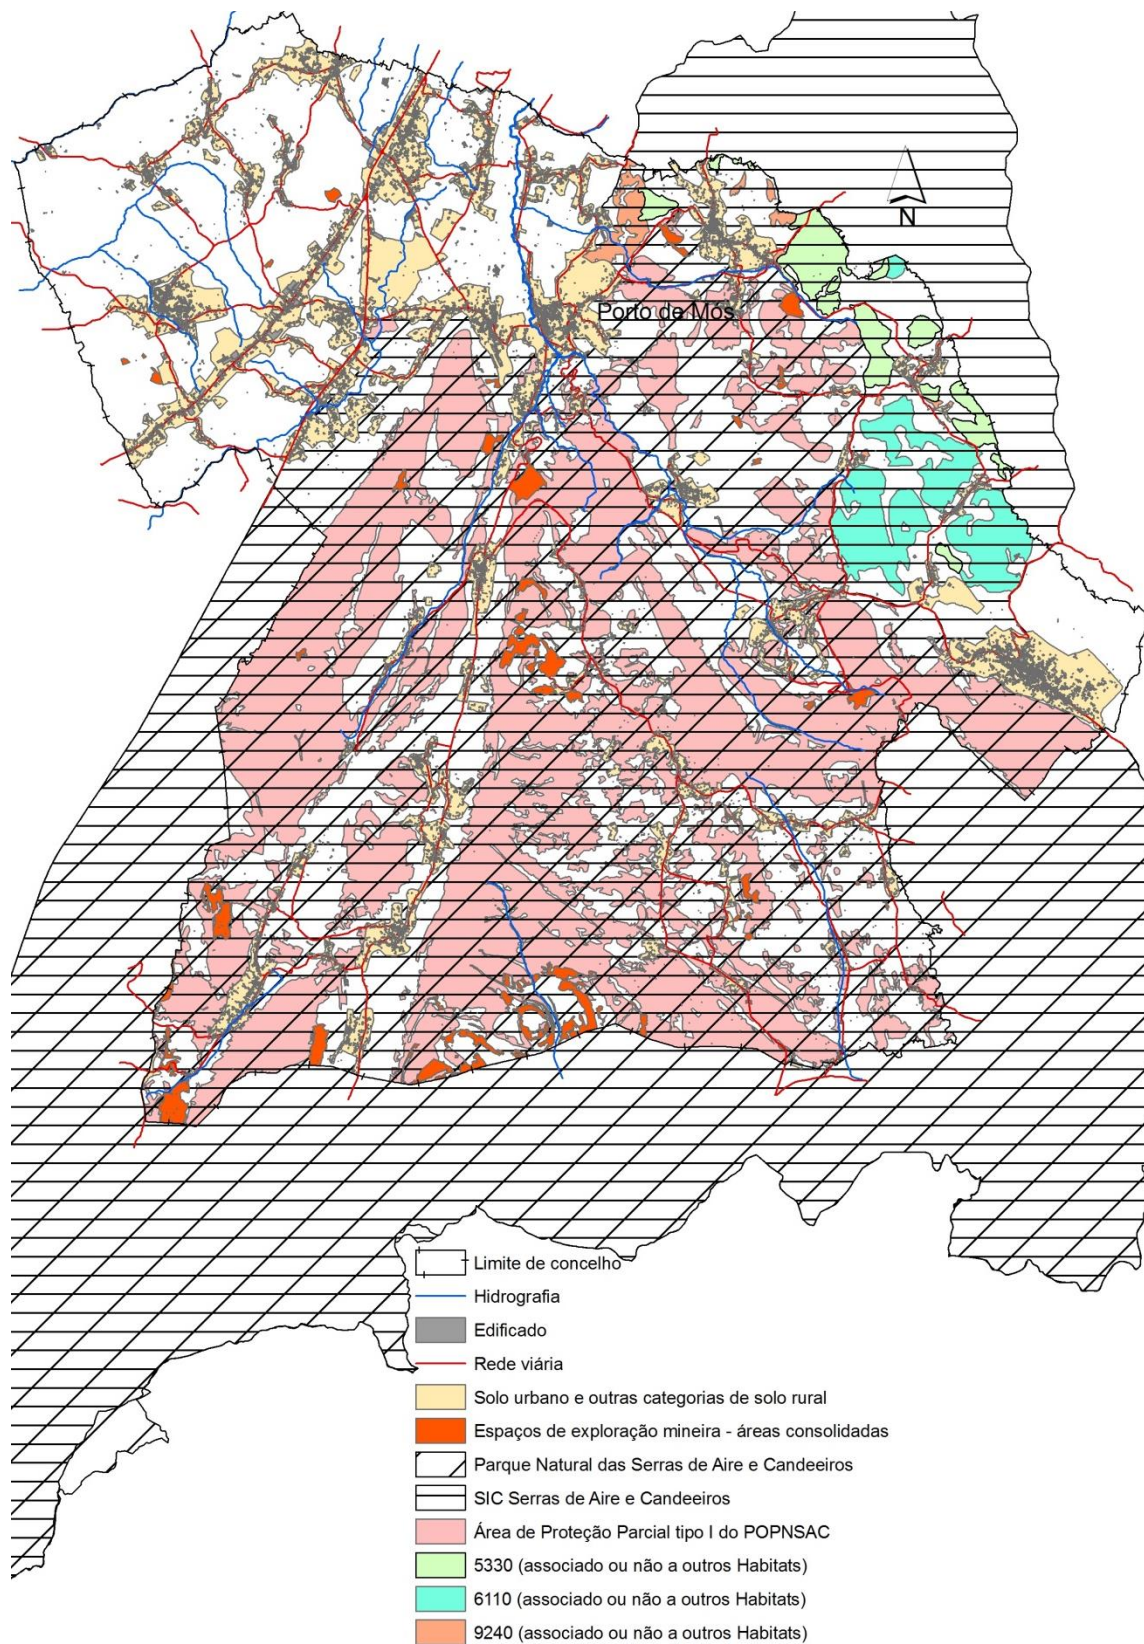 N
Porto de Mós
Limite de concelho
Hidrografia
Edificado
Rede viária
Solo urbano e outras categorias de solo rural
Espaços de exploração mineira - áreas consolidadas
Parque Natural das Serras de Aire e Candeeiros
SIC Serras de Aire e Candeeiros
Área de Proteção Parcial tipo I do POPNSAC
5330 (associado ou não a outros Habitats)
6110 (associado ou não a outros Habitats)
9240 (associado ou não a outros Habitats)